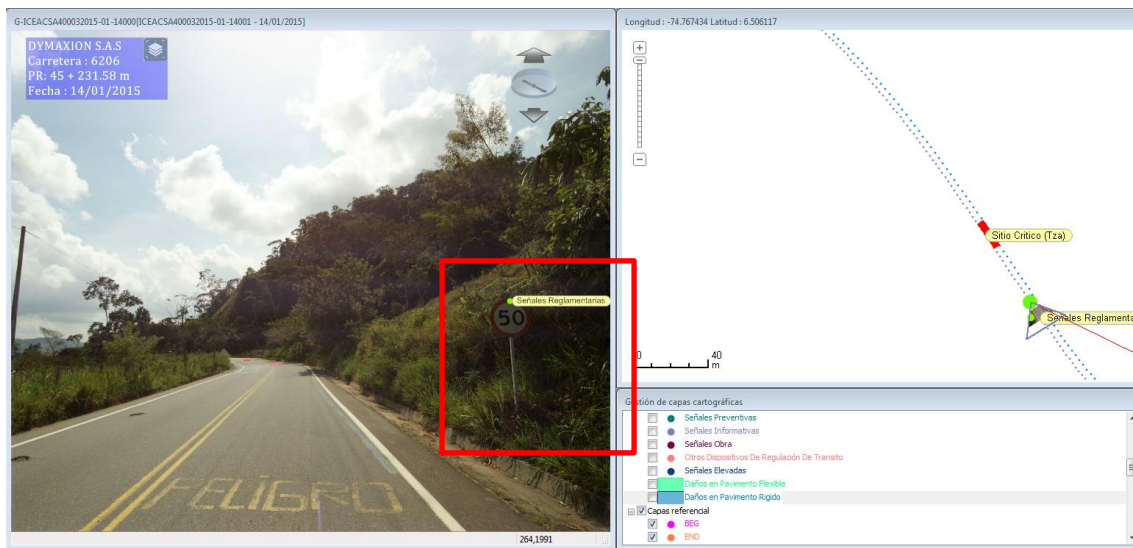 G-ICEACSA400032015-01-14000[ICEACSA400032015-01-14001 - 14/01/2015]
DYMAXION S.A.S
Carretera : 6206
PR: 45 + 231.58 m
Fecha : 14/01/2015
Señales Reglamentarias
50
PELIGRO
264,1991
Longitud : -74.767434 Latitud : 6.506117
Sitio Critico (Tza)
Señales Reglamenta
0 40
m
Gestión de capas cartográficas
Señales Preventivas
Señales Informativas
Señales Obra
Otros Dispositivos De Regulación De Transito
Señales Elevadas
Daños en Pavimento Flexible
Daños en Pavimento Rigido
Capas referencial
BEG
END